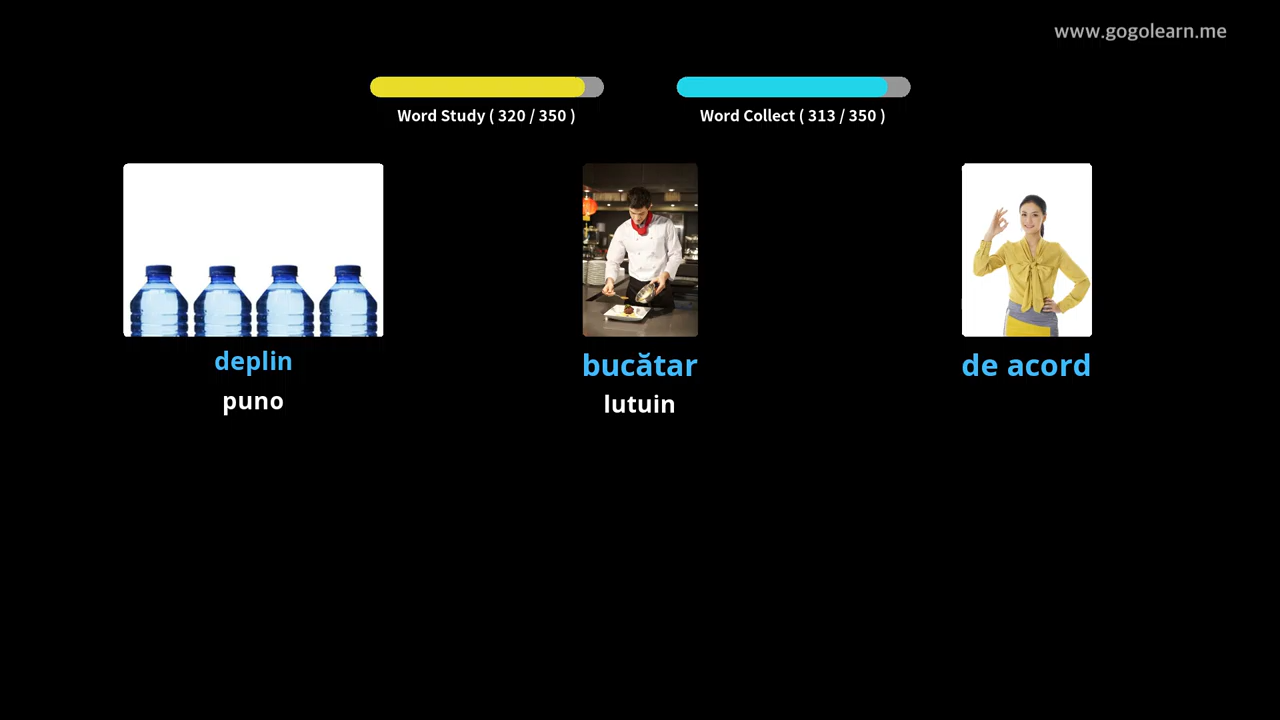 www.gogolearn.me
Word Study ( 320 / 350 )
Word Collect ( 313 / 350 )
deplin
puno
bucătar
lutuin
de acord